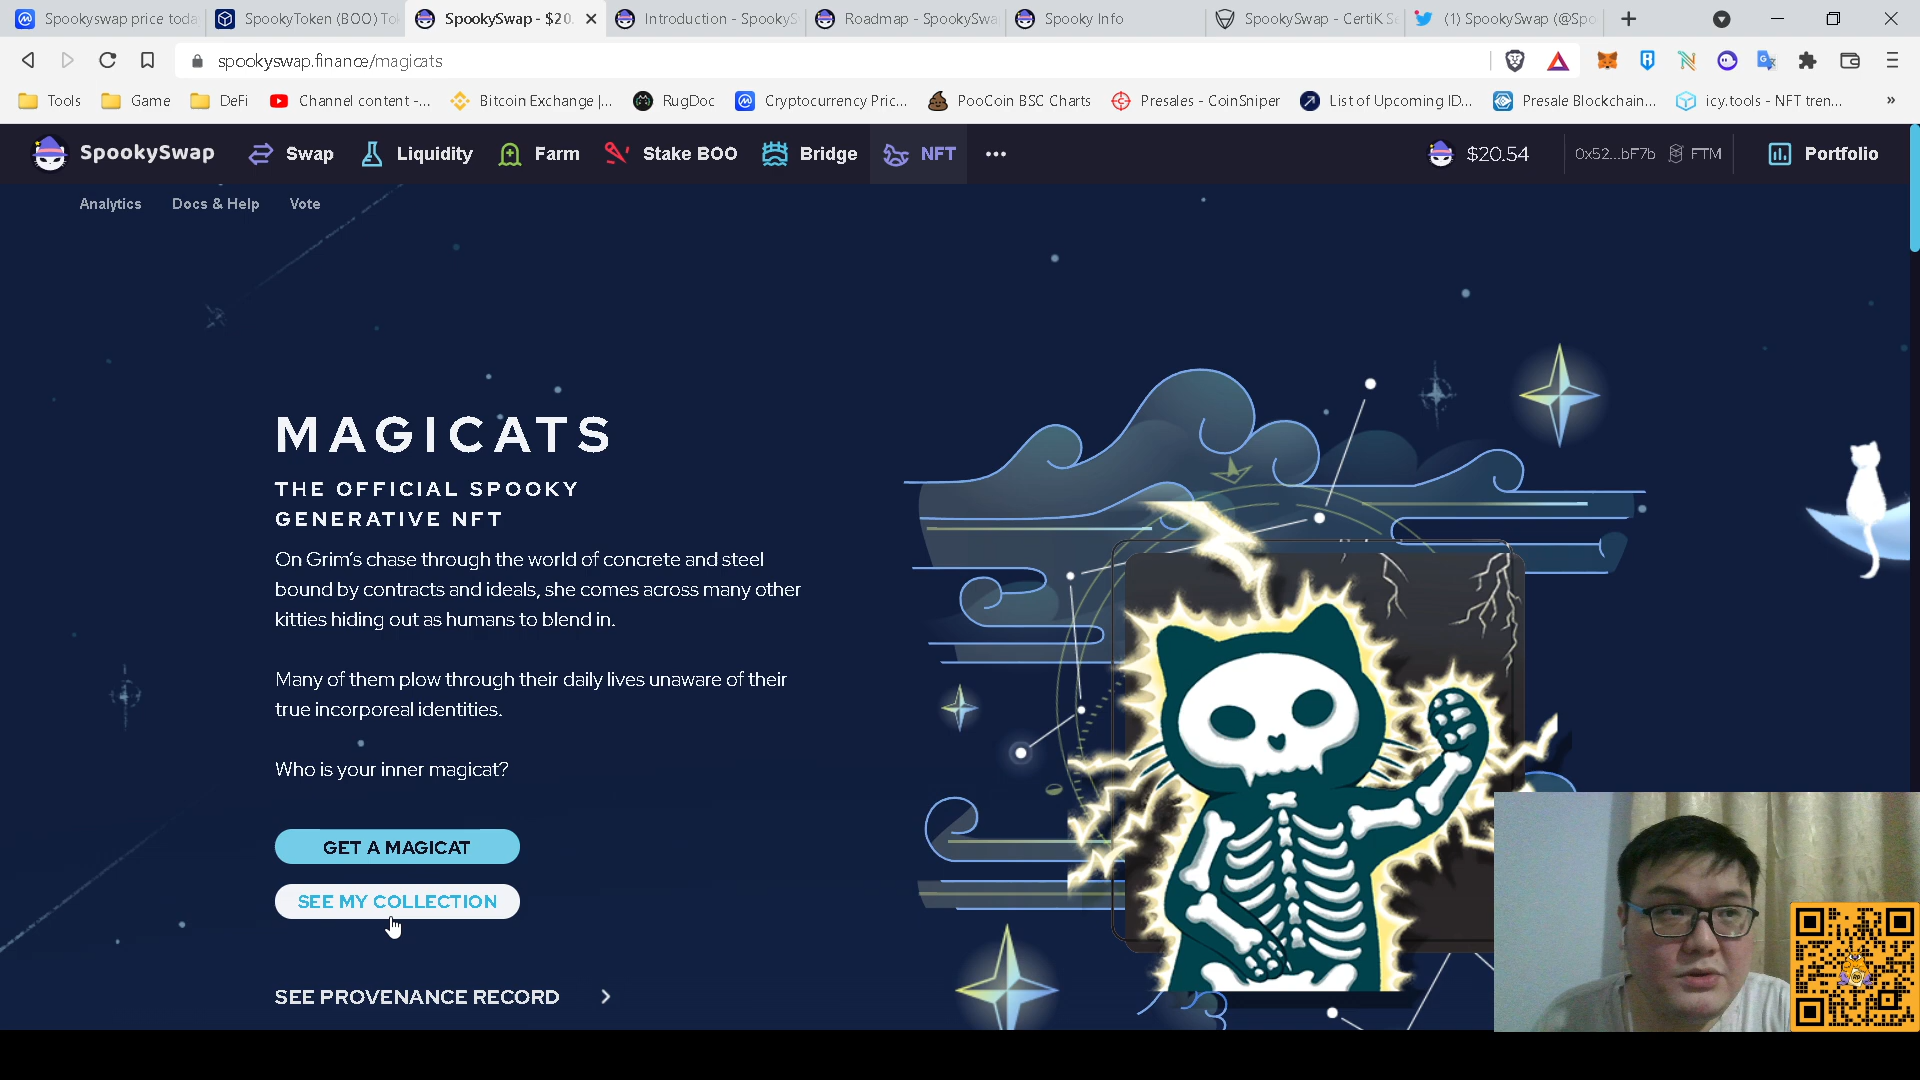 Spookyswap price toda
SpookyToken (BOO) To
SpookySwap - $20.
Introduction - SpookyS
Roadmap - SpookySwa
Spooky Info
SpookySwap - CertiK S
(1) SpookySwap (@Spo
spookyswap.finance/magicats
Tools
Game
DeFi
Channel content -...
Bitcoin Exchange |...
RugDoc
Cryptocurrency Pric...
PooCoin BSC Charts
Presales - CoinSniper
List of Upcoming ID...
Presale Blockchain...
icy.tools - NFT tren...
»
SpookySwap
Swap
Liquidity
Farm
Stake BOO
Bridge
NFT
$20.54
0x52...bF7b
FTM
Portfolio
Analytics
Docs & Help
Vote
MAGICATS
THE OFFICIAL SPOOKY
GENERATIVE NFT
On Grim's chase through the world of concrete and steel
bound by contracts and ideals, she comes across many other
kitties hiding out as humans to blend in.
Many of them plow through their daily lives unaware of their
true incorporeal identities.
Who is your inner magicat?
GET A MAGICAT
SEE MY COLLECTION
SEE PROVENANCE RECORD